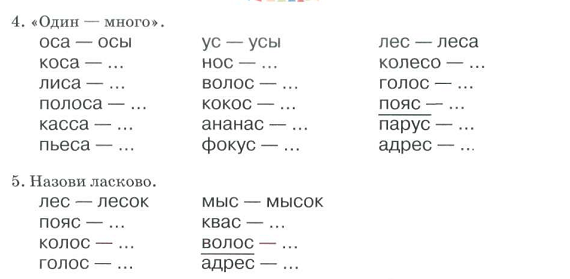 4. «Один — много».
оса — осы ус — усы лес — леса
коса — ... нос — ... колесо — ...
лиса — ... волос — ... голос — ...
полоса — ... кокос — ... пояс — ...
касса — ... ананас — ... парус — ...
пьеса — ... фокус — ... адрес — ...
5. Назови ласково.
лес — лесок мыс — мысок
пояс — ... квас — ...
колос — ... волос — ...
голос — ... адрес — ...